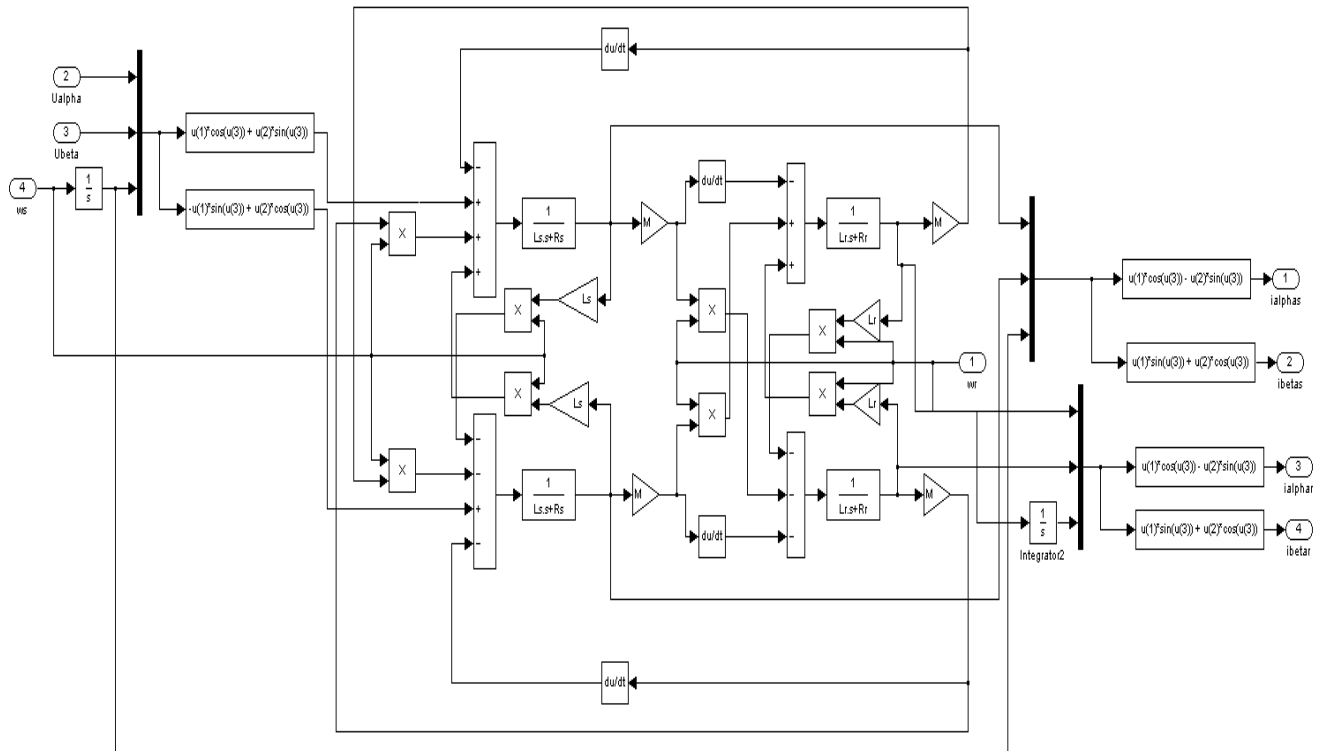 du/dt
2
Ualpha
3
Ubeta
4
ws
1
s
u(1)*cos(u(3)) + u(2)*sin(u(3))
-u(1)*sin(u(3)) + u(2)*cos(u(3))
X
−
+
+
+
1
Ls.s+Rs
M
du/dt
−
+
+
1
Lr.s+Rr
M
Ls
X
X
X
Lr
1
wr
X
Ls
X
X
Lr
X
−
−
+
−
1
Ls.s+Rs
M
du/dt
−
−
−
1
Lr.s+Rr
M
du/dt
u(1)*cos(u(3)) - u(2)*sin(u(3))
1
ialphas
u(1)*sin(u(3)) + u(2)*cos(u(3))
2
ibetas
u(1)*cos(u(3)) - u(2)*sin(u(3))
3
ialphar
1
s
Integrator2
u(1)*sin(u(3)) + u(2)*cos(u(3))
4
ibetar